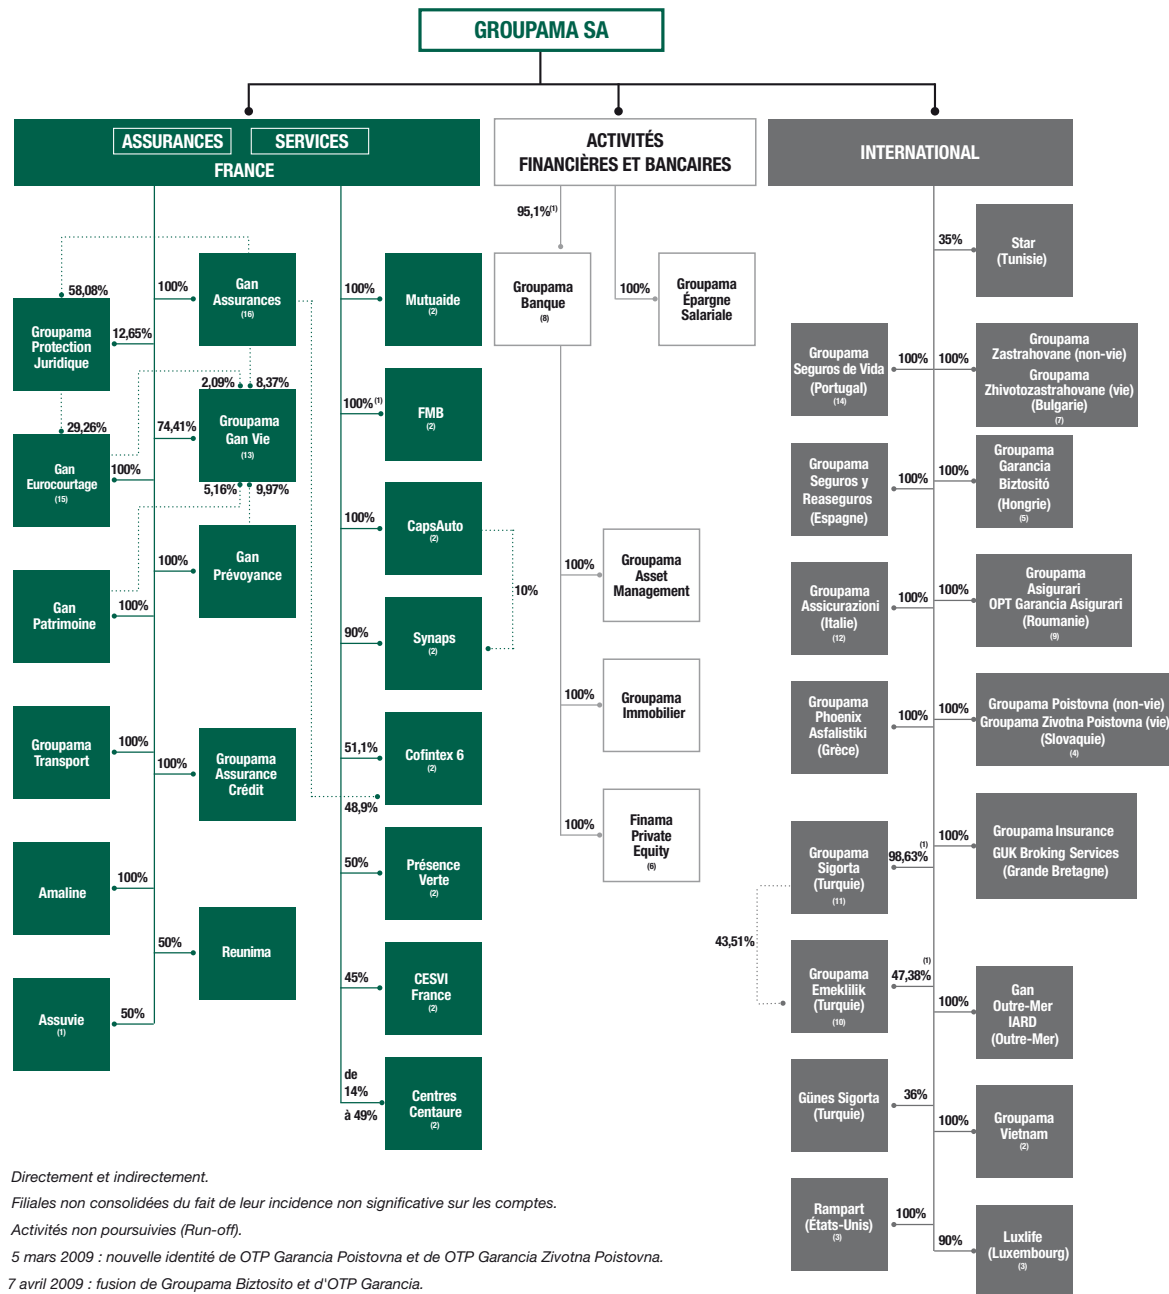 GROUPAMA SA
ASSURANCES
SERVICES
FRANCE
ACTIVITÉS
FINANCIÈRES ET BANCAIRES
INTERNATIONAL
58,08%
Groupama
Protection
Juridique
12,65%
100%
Gan
Assurances
(16)
29,26%
Gan
Eurocourtage
(15)
100%
2,09%
8,37%
74,41%
Groupama
Gan Vie
(13)
5,16%
9,97%
100%
Gan
Prévoyance
Gan
Patrimoine
100%
Groupama
Transport
100%
100%
Groupama
Assurance
Crédit
Amaline
100%
50%
Reunima
Assuvie
(1)
50%
100%
Mutuaide
(2)
100% (1)
FMB
(2)
100%
CapsAuto
(2)
10%
90%
Synaps
(2)
51,1%
Cofintex 6
(2)
48,9%
50%
Présence
Verte
(2)
45%
CESVI
France
(2)
de
14%
à 49%
Centres
Centaure
(2)
95,1%(1)
Groupama
Banque
(8)
100%
Groupama
Épargne
Salariale
100%
Groupama
Asset
Management
100%
Groupama
Immobilier
100%
Finama
Private
Equity
(6)
35%
Star
(Tunisie)
Groupama
Seguros de Vida
(Portugal)
(14)
100%
100%
Groupama
Zastrahovane (non-vie)
Groupama
Zhivotozastrahovane (vie)
(Bulgarie)
(7)
Groupama
Seguros y
Reaseguros
(Espagne)
100%
100%
Groupama
Garancia
Biztosító
(Hongrie)
(5)
Groupama
Assicurazioni
(Italie)
(12)
100%
100%
Groupama
Asigurari
OPT Garancia Asigurari
(Roumanie)
(9)
Groupama
Phoenix
Asfalistiki
(Grèce)
100%
100%
Groupama Poistovna (non-vie)
Groupama Zivotna Poistovna (vie)
(Slovaquie)
(4)
Groupama
Sigorta
(Turquie)
(11)
(1)
98,63%
100%
Groupama Insurance
GUK Broking Services
(Grande Bretagne)
43,51%
Groupama
Emeklilik
(Turquie)
(10)
(1)
47,38%
100%
Gan
Outre-Mer
IARD
(Outre-Mer)
Günes Sigorta
(Turquie)
36%
100%
Groupama
Vietnam
(2)
Rampart
(États-Unis)
(3)
100%
90%
Luxlife
(Luxembourg)
(3)
Directement et indirectement.
Filiales non consolidées du fait de leur incidence non significative sur les comptes.
Activités non poursuivies (Run-off).
5 mars 2009 : nouvelle identité de OTP Garancia Poistovna et de OTP Garancia Zivotna Poistovna.
7 avril 2009 : fusion de Groupama Biztosito et d'OTP Garancia.